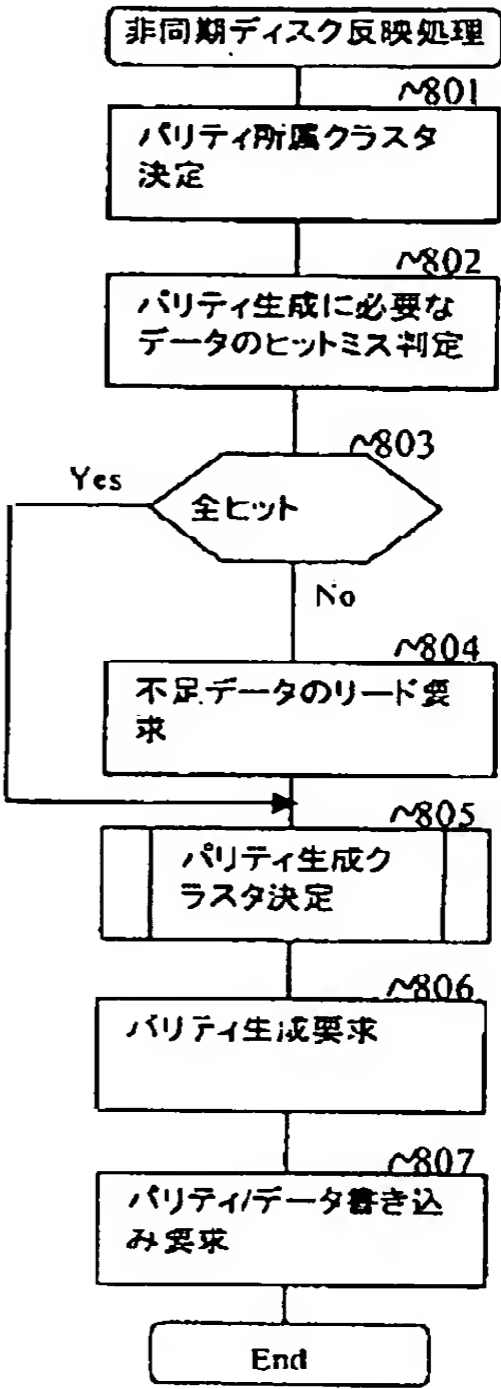 非同期ディスク反映処理
~801
パリティ所属クラスタ
決定
~802
パリティ生成に必要な
データのヒットミス判定
~803
Yes
全ヒット
No
~804
不足データのリード要
求
~805
パリティ生成ク
ラスタ決定
~806
パリティ生成要求
~807
パリティ/データ書き込
み要求
End